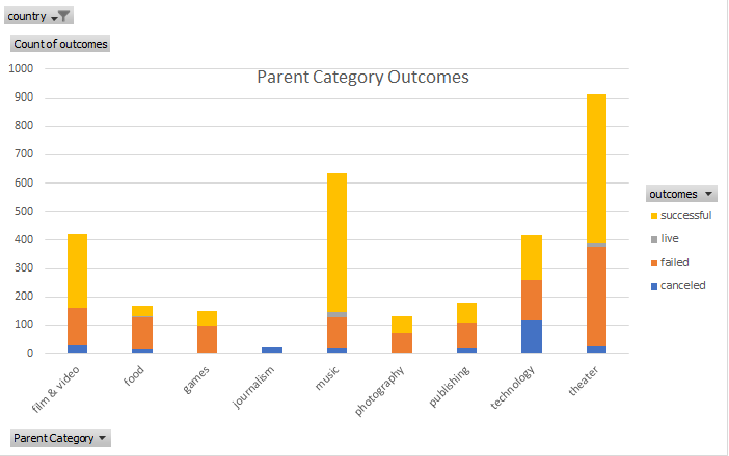 country
Count of outcomes
Parent Category Outcomes
1000
900
800
700
600
500
400
300
200
100
0
film & video
food
games
journalism
music
photography
publishing
technology
theater
outcomes
successful
live
failed
canceled
Parent Category